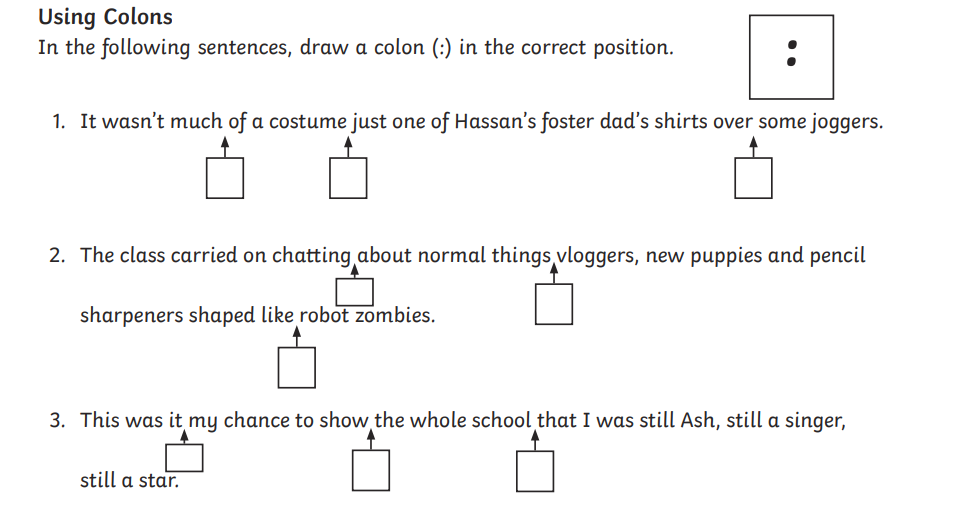 Using Colons
In the following sentences, draw a colon (:) in the correct position.
:
1. It wasn't much of a costume just one of Hassan's foster dad's shirts over some joggers.
2. The class carried on chatting about normal things vloggers, new puppies and pencil
sharpeners shaped like robot zombies.
3. This was it my chance to show the whole school that I was still Ash, still a singer,
still a star.